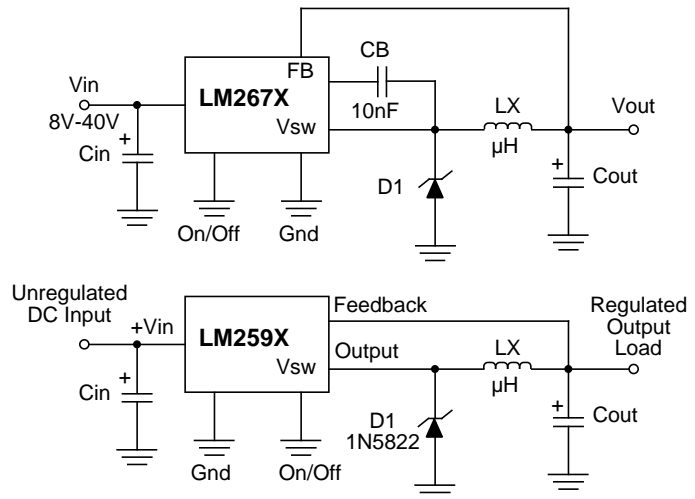 CB
FB
Vin
LM267X
10nF
LX
Vout
8V-40V
Vsw
+
Cin
µH
+
D1
Cout
On/Off
Gnd
Unregulated
DC Input
+Vin
LM259X
Feedback
Regulated
Output
Load
Vsw
Output
LX
+
Cin
µH
+
D1
1N5822
Cout
Gnd
On/Off